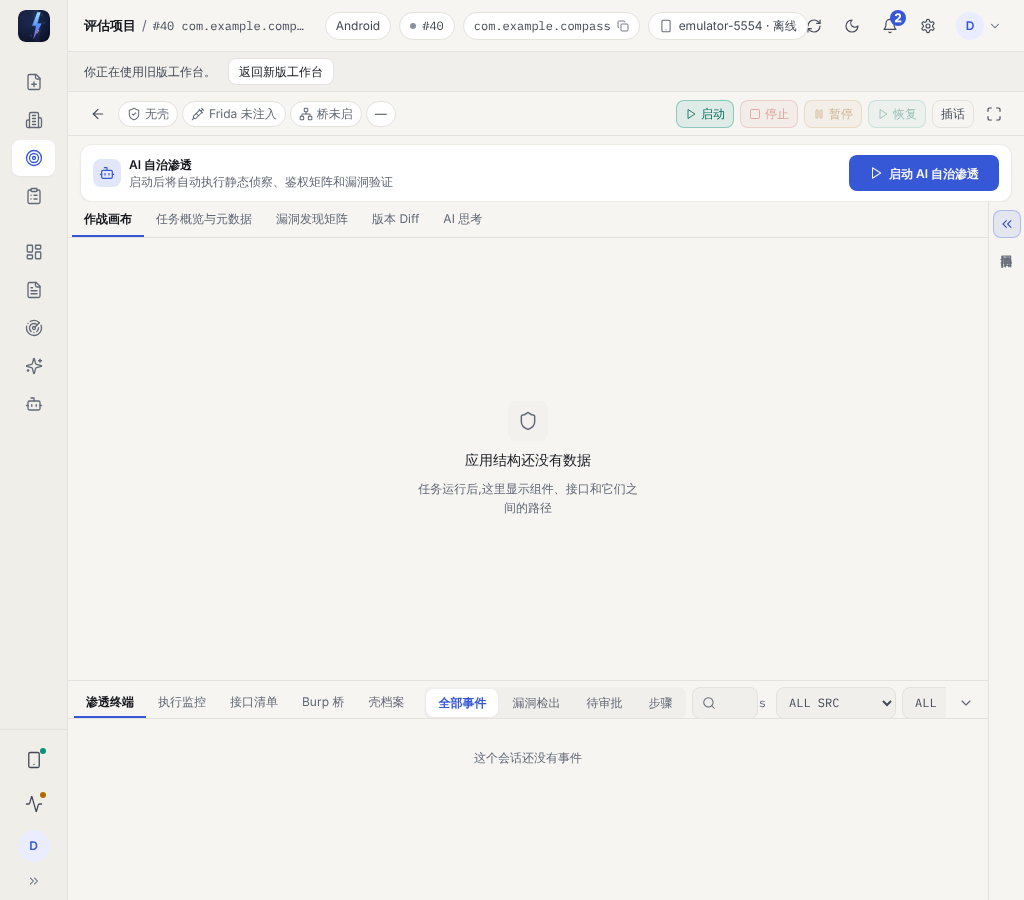 评估项目 / #40 com.example.comp… Android #40 com.example.compass emulator-5554 · 离线 2 D
你正在使用旧版工作台。 返回新版工作台
无壳 Frida 未注入 桥未启 — 启动 停止 暂停 恢复 插话
AI 自治渗透
启动后将自动执行静态侦察、鉴权矩阵和漏洞验证
启动 AI 自治渗透
作战画布 任务概览与元数据 漏洞发现矩阵 版本 Diff AI 思考
应用结构还没有数据
任务运行后,这里显示组件、接口和它们之
间的路径
渗透终端 执行监控 接口清单 Burp 桥 壳档案 全部事件 漏洞检出 待审批 步骤 s ALL SRC ALL
这个会话还没有事件
D